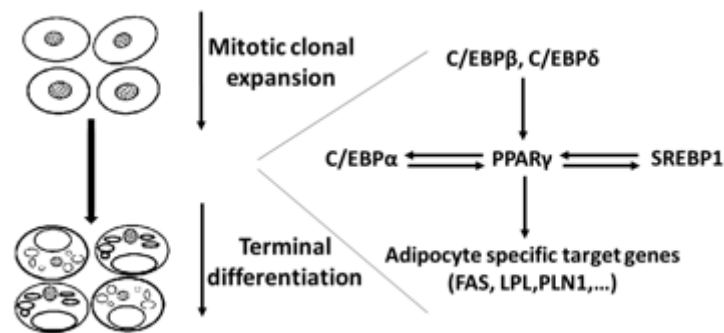 Mitotic clonal
expansion
C/EBPβ, C/EBPδ
C/EBPα
PPARγ
SREBP1
Terminal
differentiation
Adipocyte specific target genes
(FAS, LPL,PLN1,...)